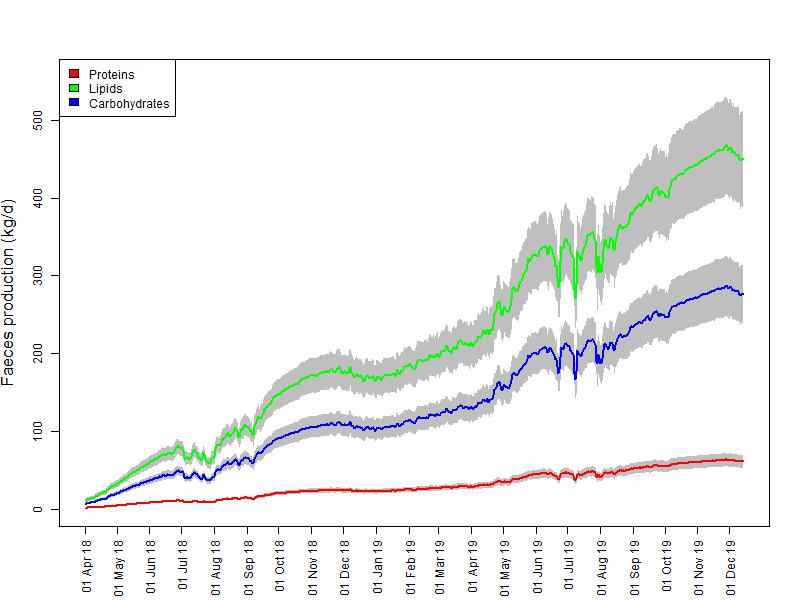 Proteins
Lipids
Carbohydrates
Faeces production (kg/d)
500
400
300
200
100
0
01 Apr 18
01 May 18
01 Jun 18
01 Jul 18
01 Aug 18
01 Sep 18
01 Oct 18
01 Nov 18
01 Dec 18
01 Jan 19
01 Feb 19
01 Mar 19
01 Apr 19
01 May 19
01 Jun 19
01 Jul 19
01 Aug 19
01 Sep 19
01 Oct 19
01 Nov 19
01 Dec 19